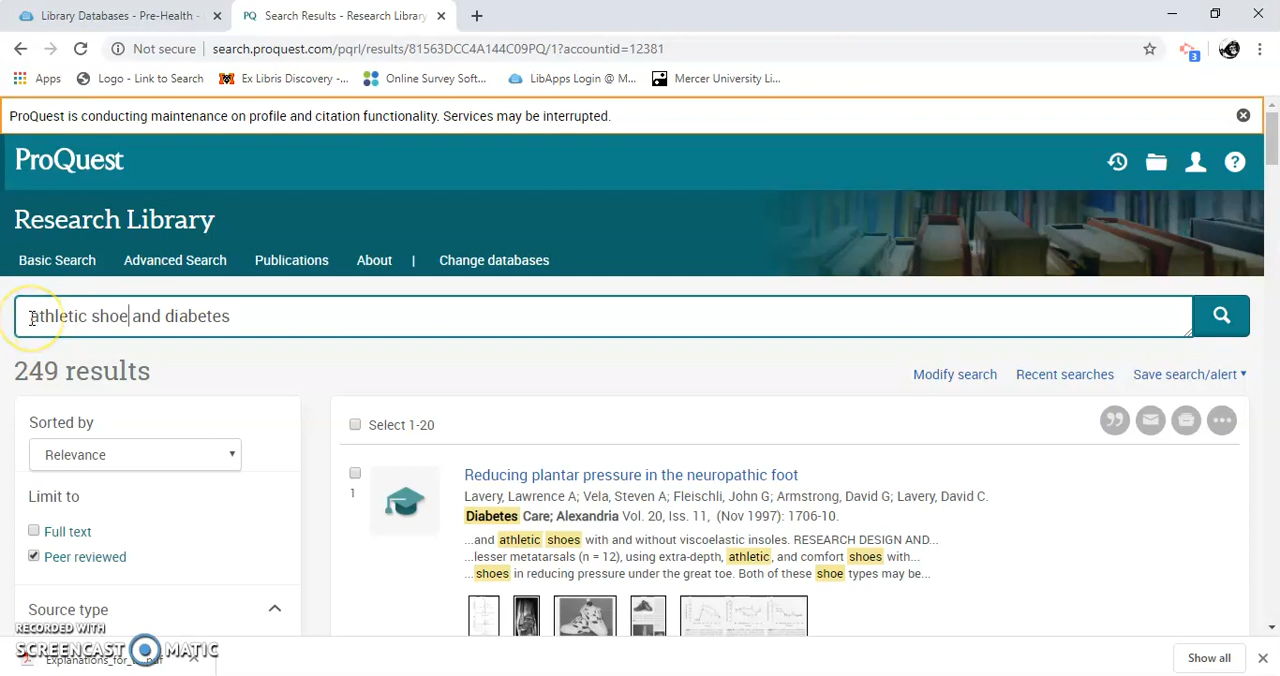 Library Databases - Pre-Health -
PQ Search Results - Research Library
Not secure search.proquest.com/pqrl/results/81563DCC4A144C09PQ/1?accountid=12381
3
Apps Logo - Link to Search Ex Libris Discovery -... Online Survey Soft... LibApps Login @ M... Mercer University Li...
ProQuest is conducting maintenance on profile and citation functionality. Services may be interrupted.
ProQuest
Research Library
Basic Search Advanced Search Publications About | Change databases
athletic shoe and diabetes
249 results
Modify search Recent searches Save search/alert
Sorted by
Relevance
Limit to
Full text
Peer reviewed
Source type
Select 1-20
1
Reducing plantar pressure in the neuropathic foot
Lavery, Lawrence A; Vela, Steven A; Fleischli, John G; Armstrong, David G; Lavery, David C.
Diabetes Care; Alexandria Vol. 20, Iss. 11, (Nov 1997): 1706-10.
...and athletic shoes with and without viscoelastic insoles. RESEARCH DESIGN AND...
...lesser metatarsals (n = 12), using extra-depth, athletic, and comfort shoes with...
...shoes in reducing pressure under the great toe. Both of these shoe types may be...
RECORDED WITH
SCREENCAST MATIC
Show all